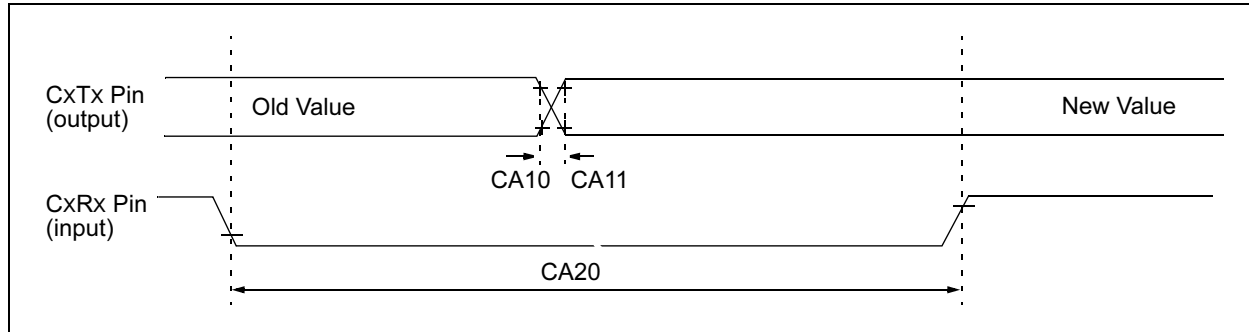 CxTx Pin
(output)
Old Value
New Value
CA10 CA11
CxRx Pin
(input)
CA20